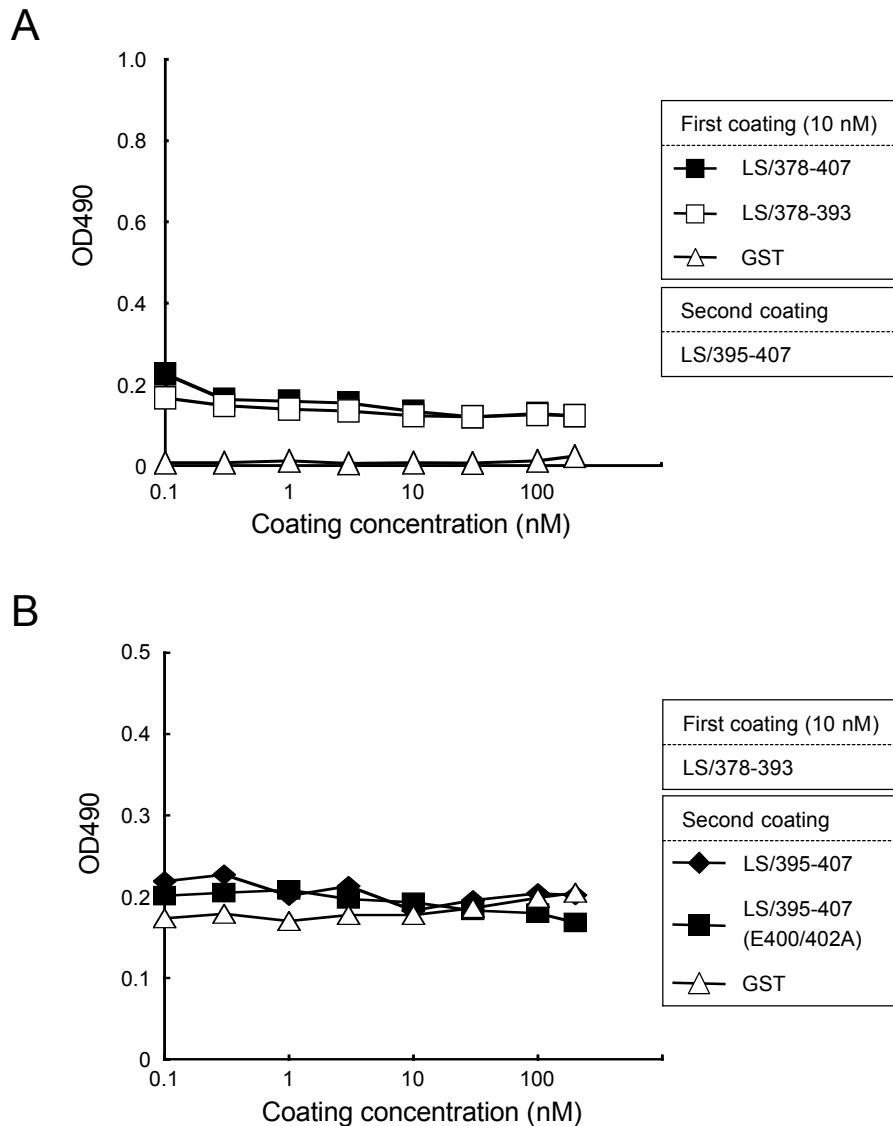 A
1.0
0.8
0.6
0.4
0.2
0
OD490
0.1
1
10
100
Coating concentration (nM)
First coating (10 nM)
LS/378-407
LS/378-393
GST
Second coating
LS/395-407
B
0.5
0.4
0.3
0.2
0.1
0
OD490
0.1
1
10
100
Coating concentration (nM)
First coating (10 nM)
LS/378-393
Second coating
LS/395-407
LS/395-407
(E400/402A)
GST